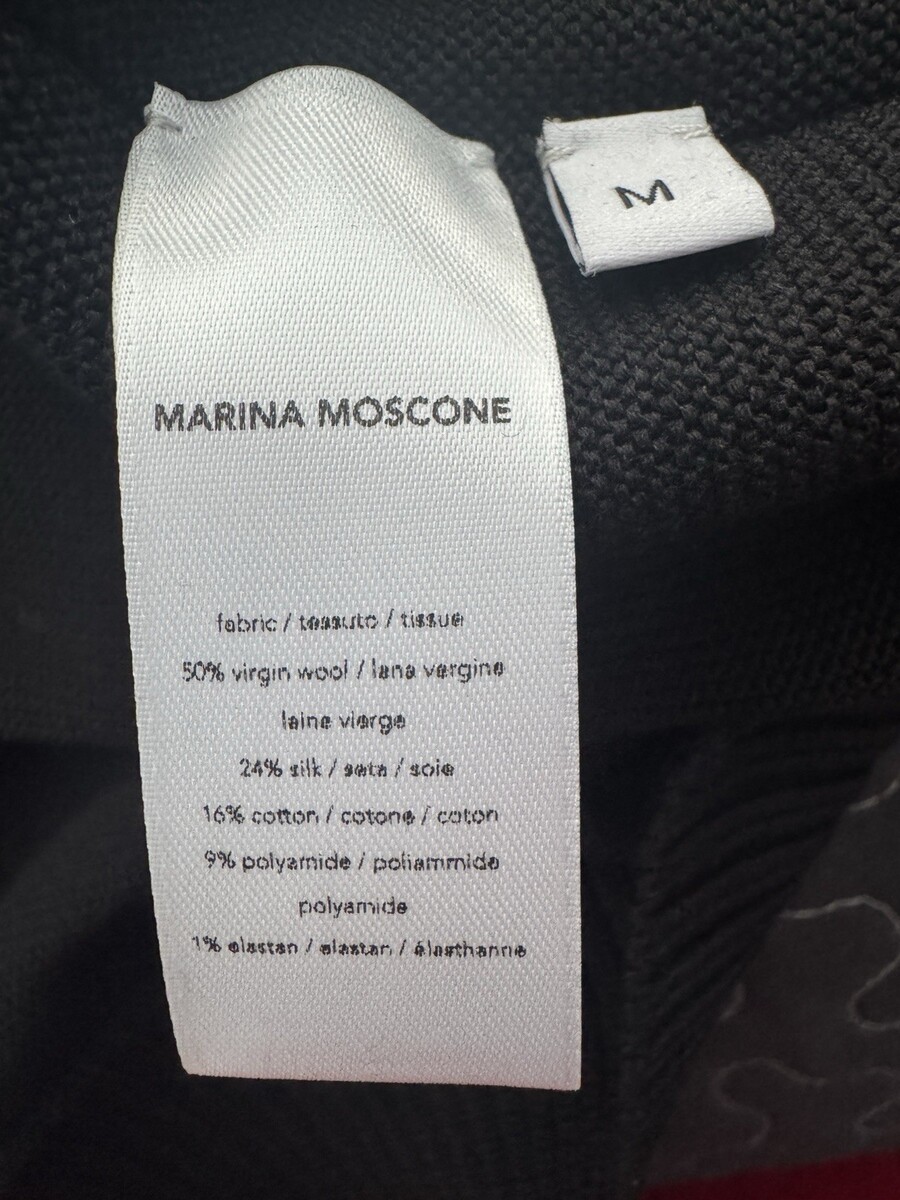 M
MARINA MOSCONE
fabric / tessuto / tissue
50% virgin wool / lana vergine
laine vierge
24% silk / seta / soie
16% cotton / cotone / coton
9% polyamide / poliammide
polyamide
1% elastan / elastan / élasthanne